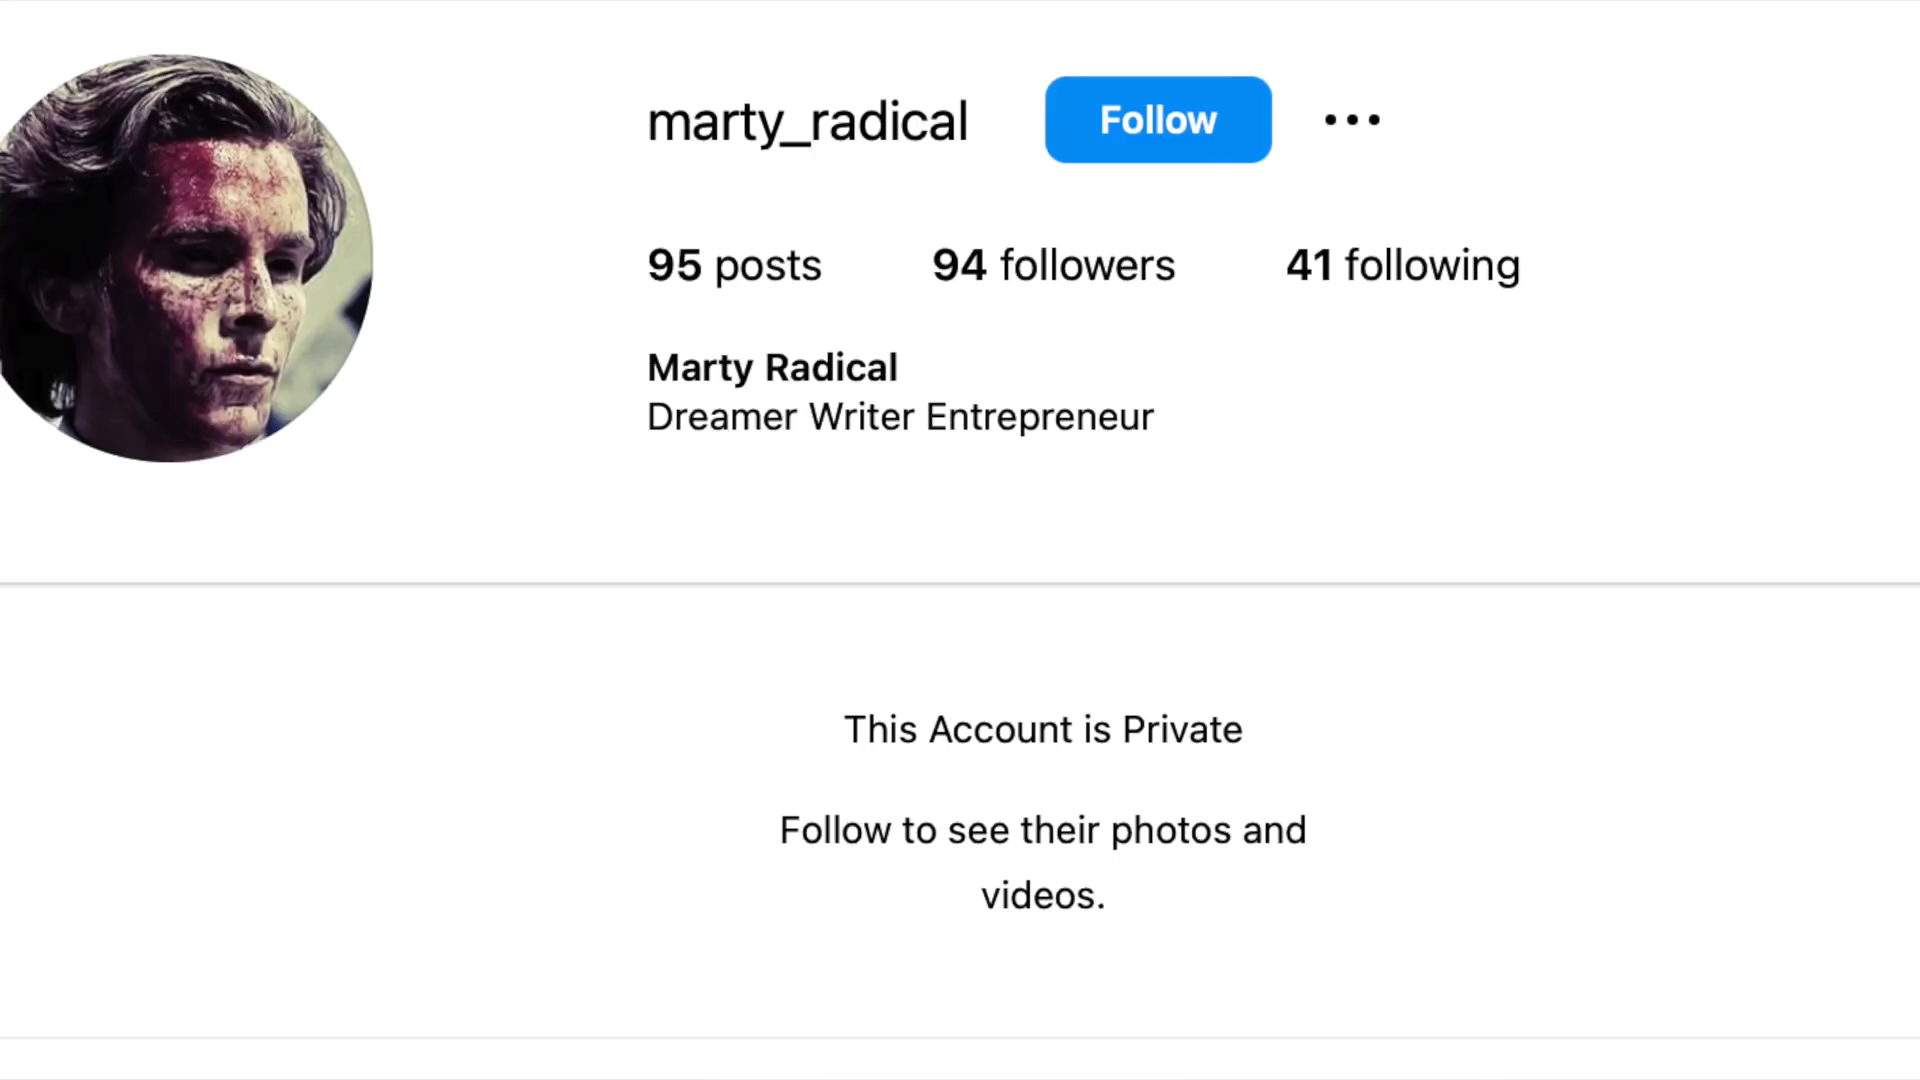 marty_radical Follow
95 posts 94 followers 41 following
Marty Radical
Dreamer Writer Entrepreneur
This Account is Private
Follow to see their photos and
videos.